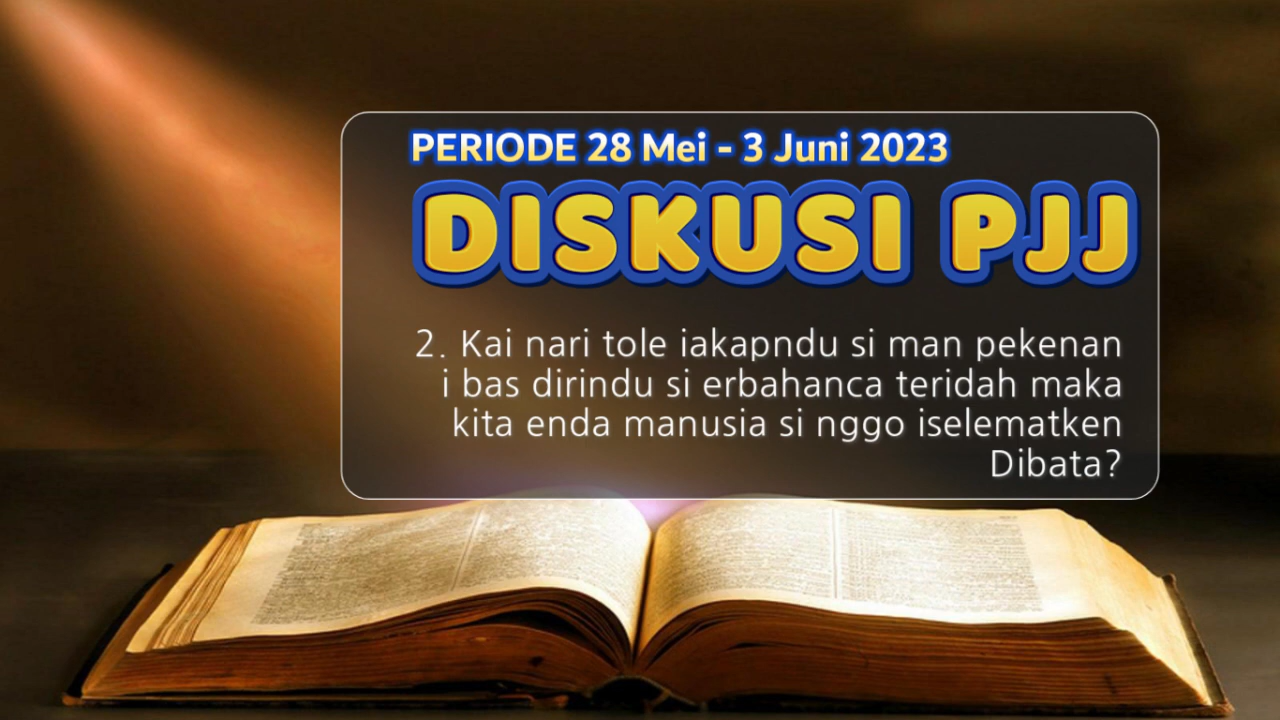 PERIODE 28 Mei - 3 Juni 2023
DISKUSI PJJ
2. Kai nari tole iakapndu si man pekenan
i bas dirindu si erbahanca teridah maka
kita enda manusia si nggo iselematken
Dibata?